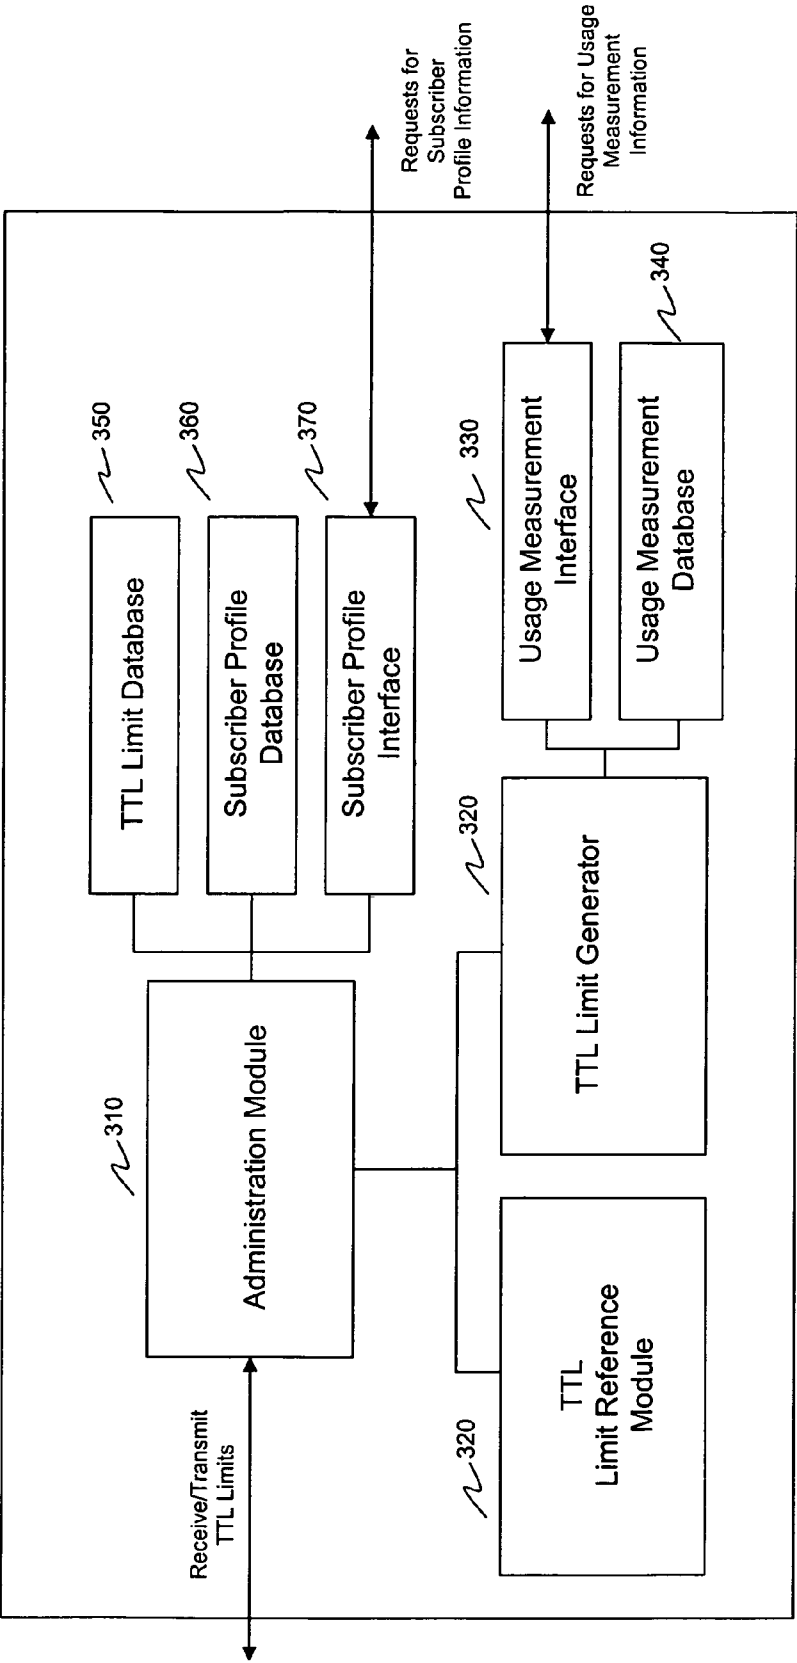 Receive/Transmit
TTL Limits
310
Administration Module
350
TTL Limit Database
360
Subscriber Profile
Database
370
Subscriber Profile
Interface
Requests for
Subscriber
Profile Information
320
TTL
Limit Reference
Module
320
TTL Limit Generator
330
Usage Measurement
Interface
340
Usage Measurement
Database
Requests for Usage
Measurement
Information